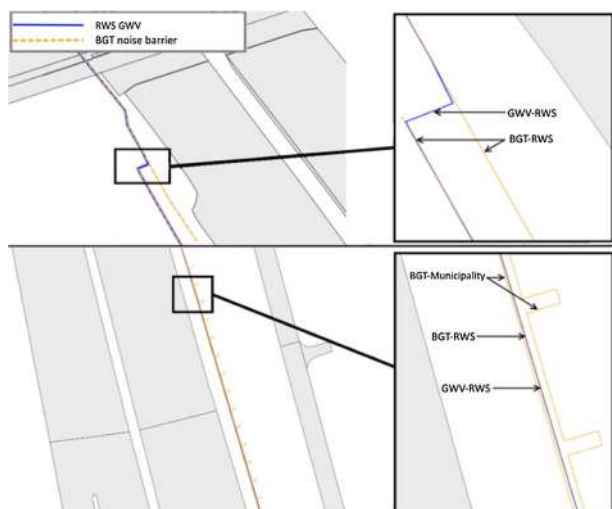 RWS GWV
BGT noise barrier
GWV-RWS
BGT-RWS
BGT-Municipality
BGT-RWS
GWV-RWS